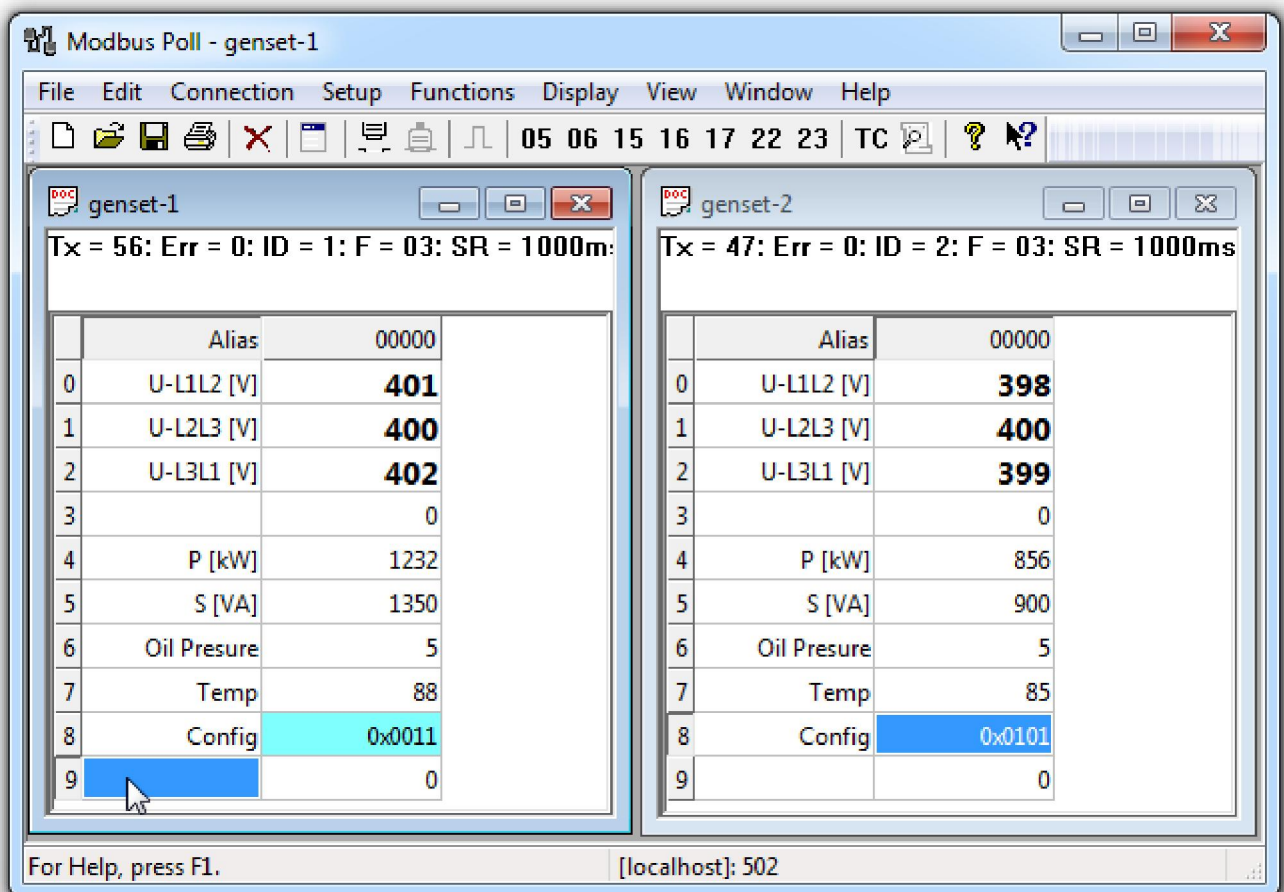 Modbus Poll - genset-1
File Edit Connection Setup Functions Display View Window Help
05 06 15 16 17 22 23 TC
genset-1
Tx = 56: Err = 0: ID = 1: F = 03: SR = 1000m
Alias 00000
0 U-L1L2 [V] 401
1 U-L2L3 [V] 400
2 U-L3L1 [V] 402
3 0
4 P [kW] 1232
5 S [VA] 1350
6 Oil Presure 5
7 Temp 88
8 Config 0x0011
9 0
genset-2
Tx = 47: Err = 0: ID = 2: F = 03: SR = 1000ms
Alias 00000
0 U-L1L2 [V] 398
1 U-L2L3 [V] 400
2 U-L3L1 [V] 399
3 0
4 P [kW] 856
5 S [VA] 900
6 Oil Presure 5
7 Temp 85
8 Config 0x0101
9 0
For Help, press F1. [localhost]: 502